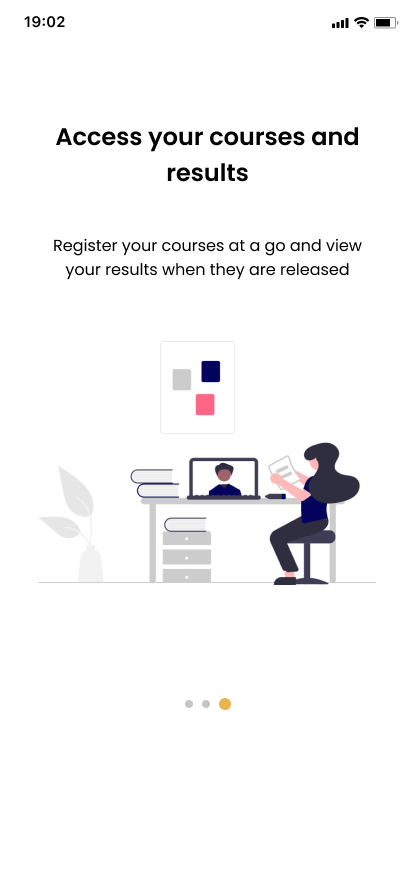 19:02
Access your courses and
results
Register your courses at a go and view
your results when they are released